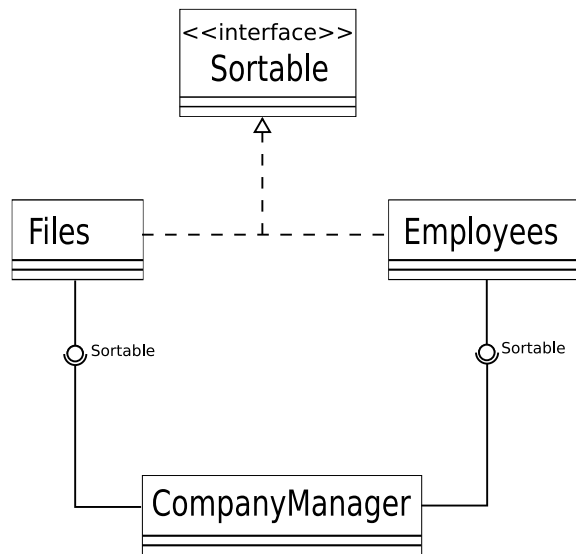 <<interface>>
Sortable
Files
Employees
Sortable
Sortable
CompanyManager